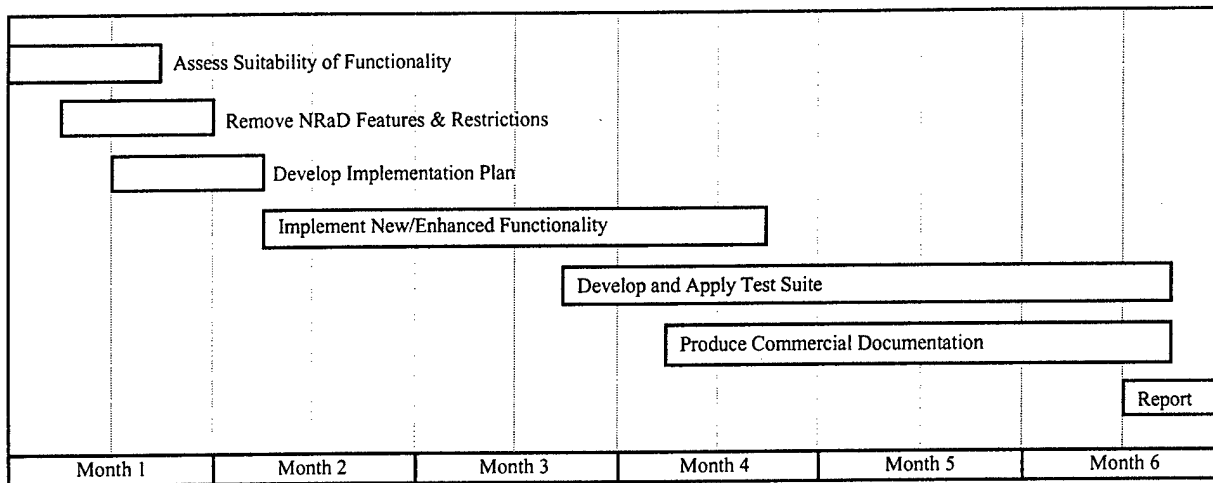 Assess Suitability of Functionality
Remove NRaD Features & Restrictions
Develop Implementation Plan
Implement New/Enhanced Functionality
Develop and Apply Test Suite
Produce Commercial Documentation
Report
Month 1 Month 2 Month 3 Month 4 Month 5 Month 6